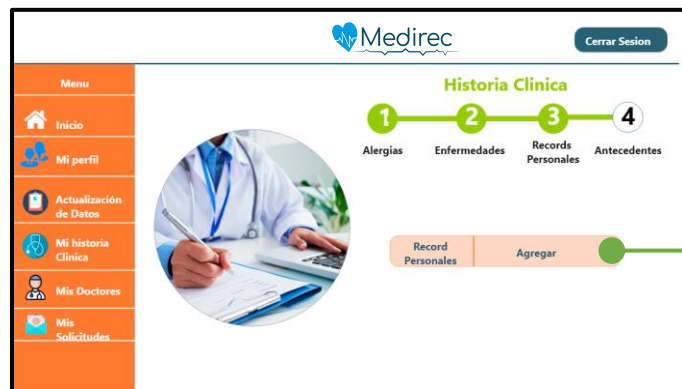 Medirec
Cerrar Sesion
Menu
Inicio
Mi perfil
Actualización
de Datos
Mi historia
Clinica
Mis Doctores
Mis
Solicitudes
Historia Clinica
1
2
3
4
Alergias
Enfermedades
Records
Personales
Antecedentes
Record
Personales
Agregar